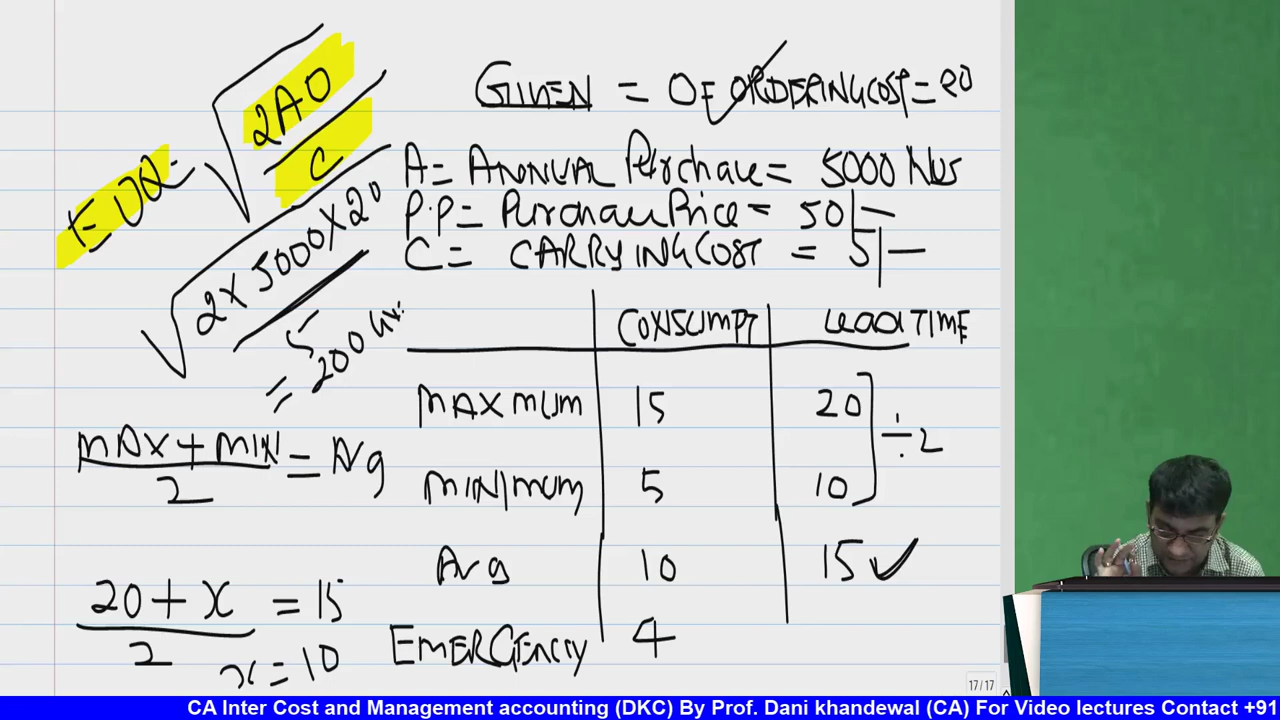 EOQ = √2AO
C
√2 X 5000 X 20
5
= 200 Units
GIVEN = O = ORDERING COST = 20
A = ANNUAL Purchase = 5000 Nos
P.P = Purchase Price = 50/-
C = CARRYING COST = 5/-
CONSUMPT LEAD TIME
MAXMUM 15 20
÷ 2
MINIMUM 5 10
Avg 10 15 ✓
EMERGENCY 4
MAX + MIN = Avg
2
20 + x = 15
2
x = 10
17/17
CA Inter Cost and Management accounting (DKC) By Prof. Dani khandewal (CA) For Video lectures Contact +91